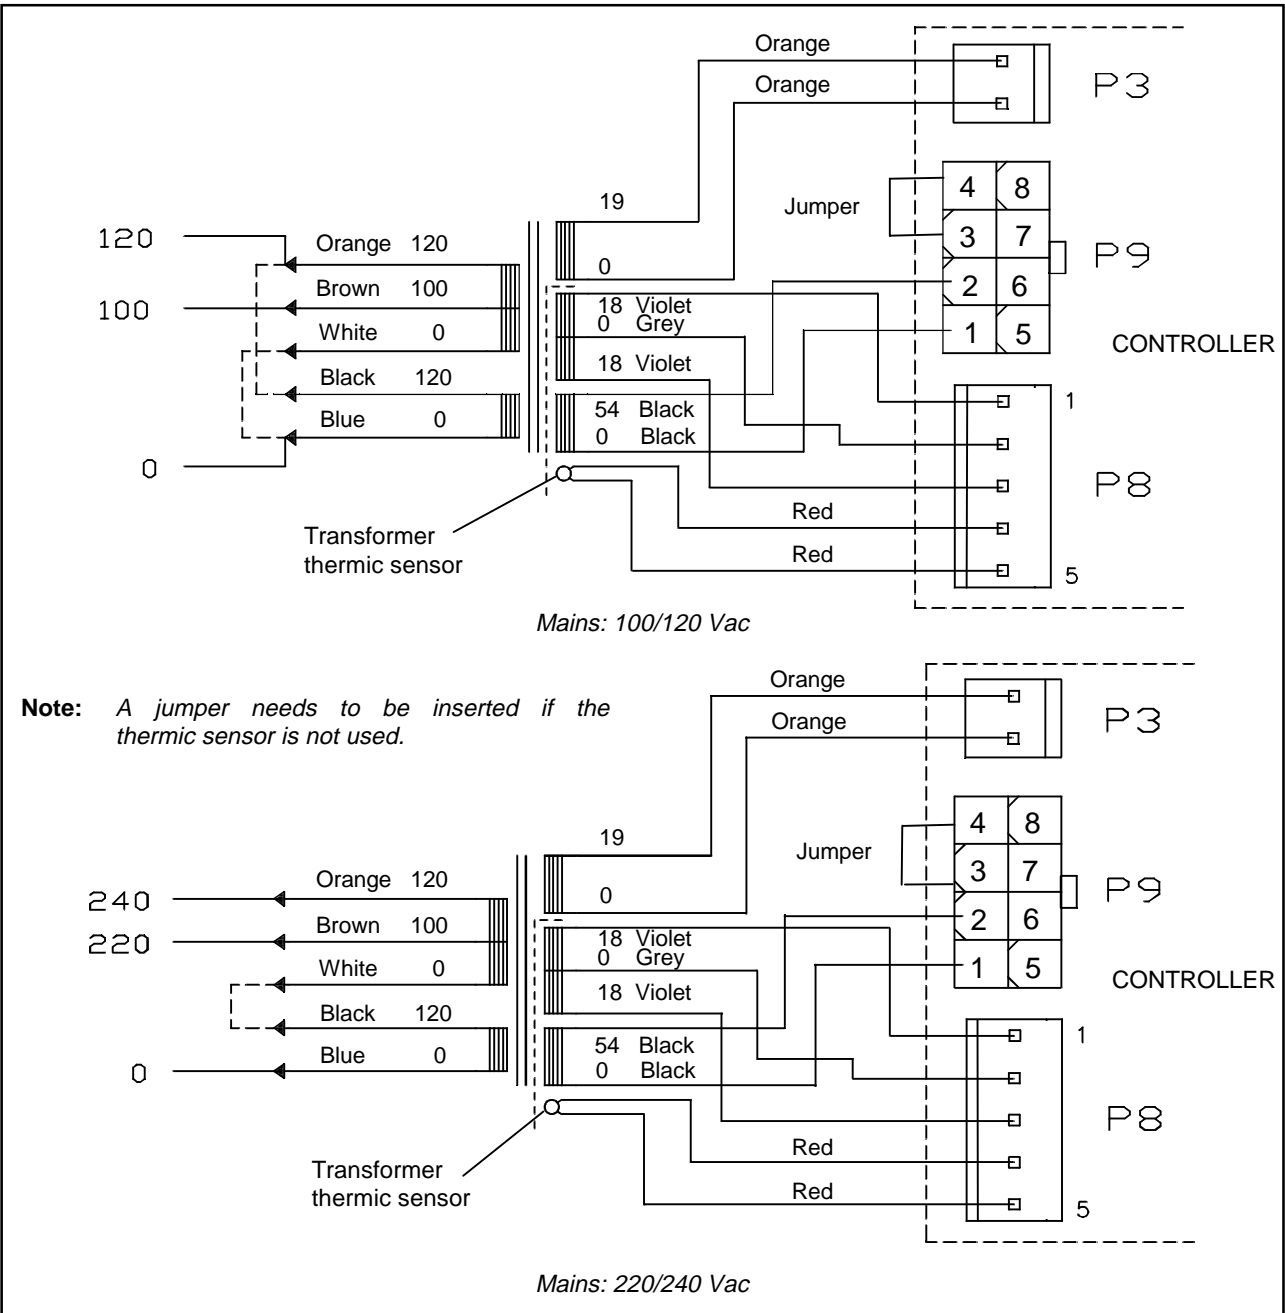 Orange
P3
Orange
19
Jumper
4 8
3 7
P9
120
Orange 120
0
2 6
Brown 100
100
18 Violet
0 Grey
1 5
White 0
CONTROLLER
18 Violet
Black 120
1
54 Black
Blue 0
0 Black
0
P8
Red
Transformer
thermic sensor
Red
5
Mains: 100/120 Vac
Note: A jumper needs to be inserted if the
thermic sensor is not used.
Orange
P3
Orange
19
Jumper
4 8
3 7
P9
240
Orange 120
0
2 6
Brown 100
220
18 Violet
0 Grey
1 5
White 0
CONTROLLER
18 Violet
Black 120
1
54 Black
Blue 0
0 Black
0
P8
Red
Transformer
thermic sensor
Red
5
Mains: 220/240 Vac